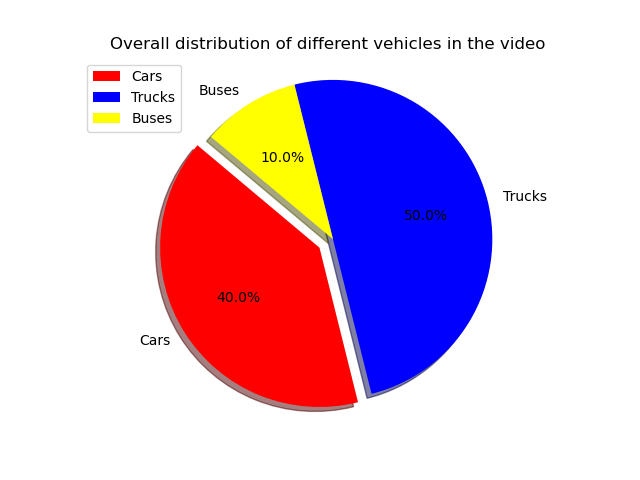 Overall distribution of different vehicles in the video
Cars
Trucks
Buses
Buses
10.0%
Trucks
50.0%
40.0%
Cars